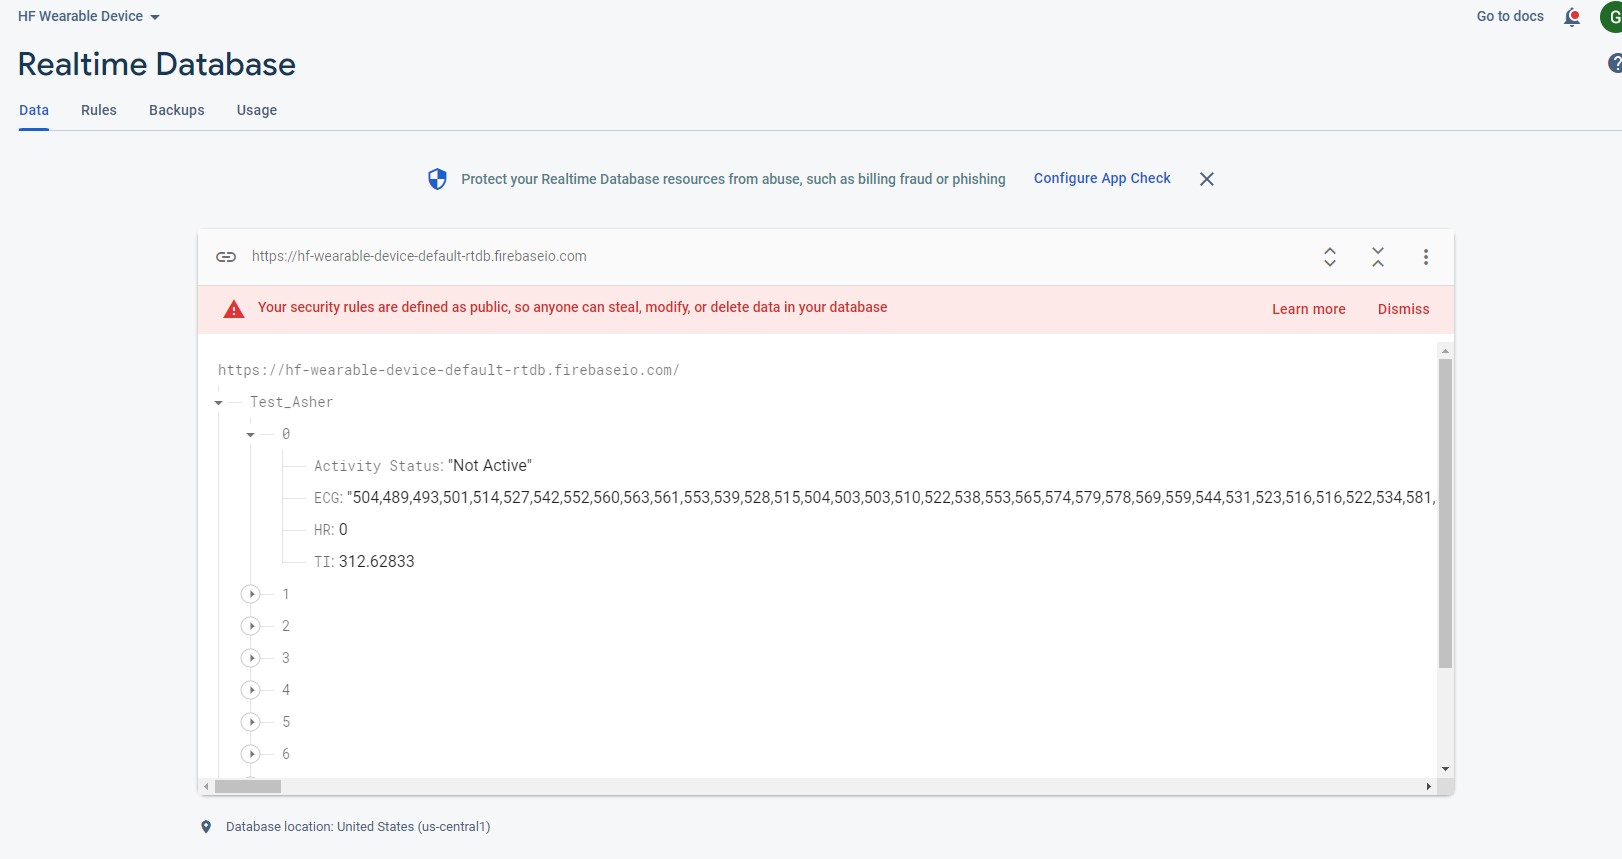 HF Wearable Device
Go to docs
G
Realtime Database
?
Data Rules Backups Usage
Protect your Realtime Database resources from abuse, such as billing fraud or phishing Configure App Check
https://hf-wearable-device-default-rtdb.firebaseio.com
Your security rules are defined as public, so anyone can steal, modify, or delete data in your database Learn more Dismiss
https://hf-wearable-device-default-rtdb.firebaseio.com/
Test_Asher
0
Activity Status: "Not Active"
ECG: "504,489,493,501,514,527,542,552,560,563,561,553,539,528,515,504,503,503,510,522,538,553,565,574,579,578,569,559,544,531,523,516,516,522,534,581,
HR: 0
TI: 312.62833
1
2
3
4
5
6
Database location: United States (us-central1)